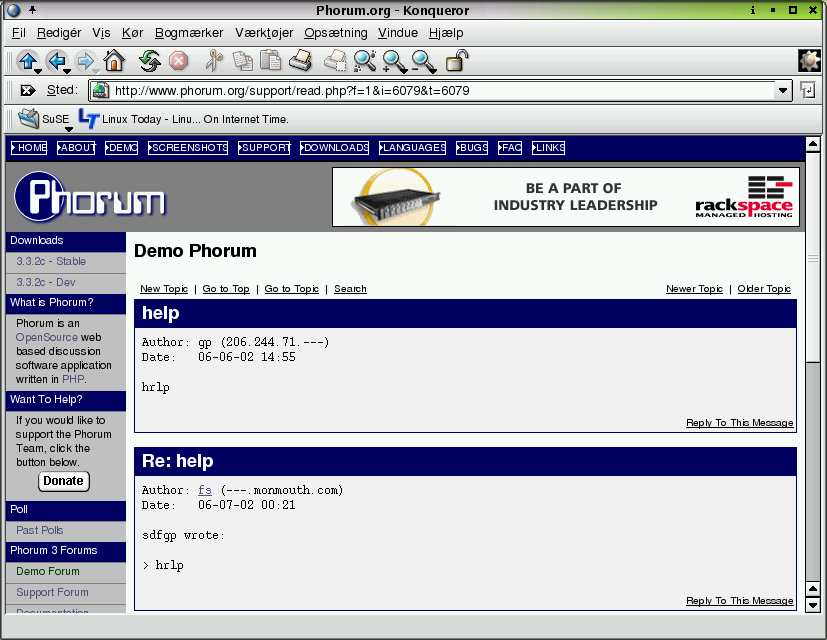 Phorum.org - Konqueror
Fil Redigér Vis Kør Bogmærker Værktøjer Opsætning Vindue Hjælp
Sted: http://www.phorum.org/support/read.php?f=1&i=6079&t=6079
SuSE Linux Today - Linu... On Internet Time.
HOME ABOUT DEMO SCREENSHOTS SUPPORT DOWNLOADS LANGUAGES BUGS FAQ LINKS
Phorum
BE A PART OF
INDUSTRY LEADERSHIP
rackspace
MANAGED HOSTING
Downloads
3.3.2c - Stable
3.3.2c - Dev
What is Phorum?
Phorum is an
OpenSource web
based discussion
software application
written in PHP.
Want To Help?
If you would like to
support the Phorum
Team, click the
button below.
Donate
Poll
Past Polls
Phorum 3 Forums
Demo Forum
Support Forum
Documentation
Demo Phorum
New Topic | Go to Top | Go to Topic | Search Newer Topic | Older Topic
help
Author: gp (206.244.71.---)
Date: 06-06-02 14:55
hrlp
Reply To This Message
Re: help
Author: fs (---.monmouth.com)
Date: 06-07-02 00:21
sdfgp wrote:
> hrlp
Reply To This Message